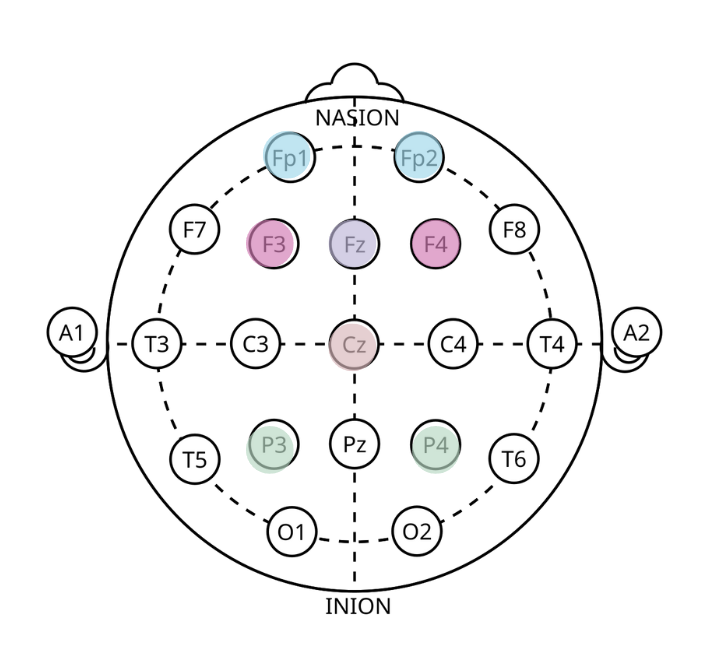 NASION
Fp1 Fp2
F7 F3 Fz F4 F8
A1 T3 C3 Cz C4 T4 A2
T5 P3 Pz P4 T6
O1 O2
INION